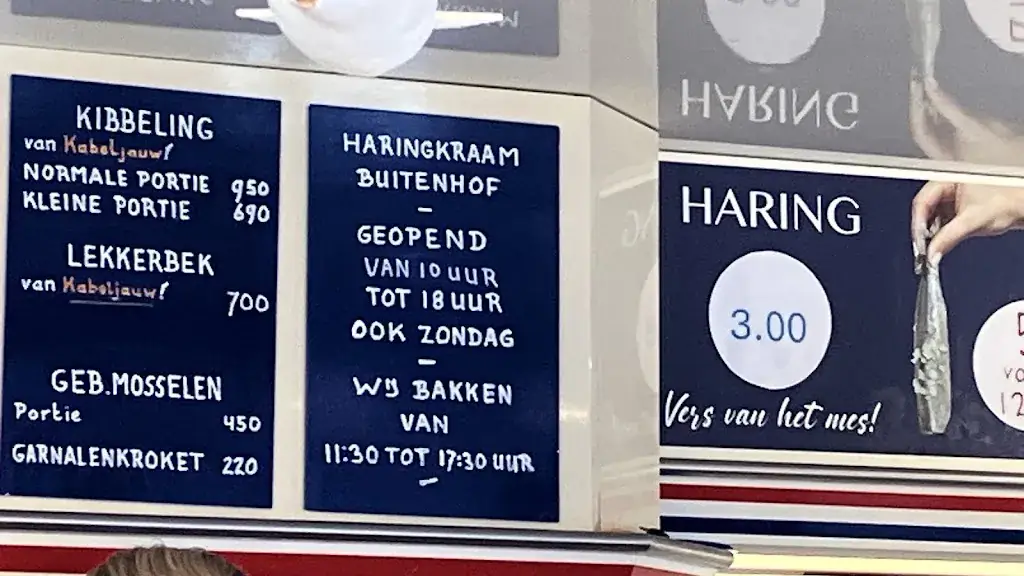 KIBBELING
van Kabeljauw!
NORMALE PORTIE 950
KLEINE PORTIE 690
LEKKERBEK
van Kabeljauw!
700
GEB. MOSSELEN
Portie 450
GARNALENKROKET 220
HARINGKRAAM
BUITENHOF
–
GEOPEND
VAN 10 UUR
TOT 18 UUR
OOK ZONDAG
–
WIJ BAKKEN
VAN
11:30 TOT 17:30 UUR
–
HARING
HARING
3.00
Vers van het mes!